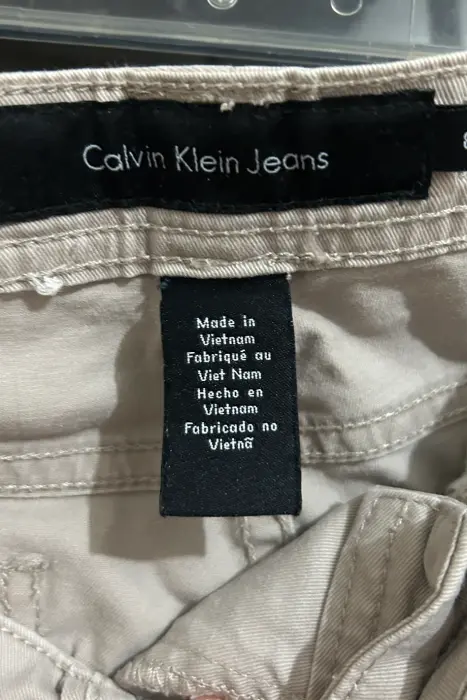 Calvin Klein Jeans
Made in
Vietnam
Fabriqué au
Viet Nam
Hecho en
Vietnam
Fabricado no
Vietnã